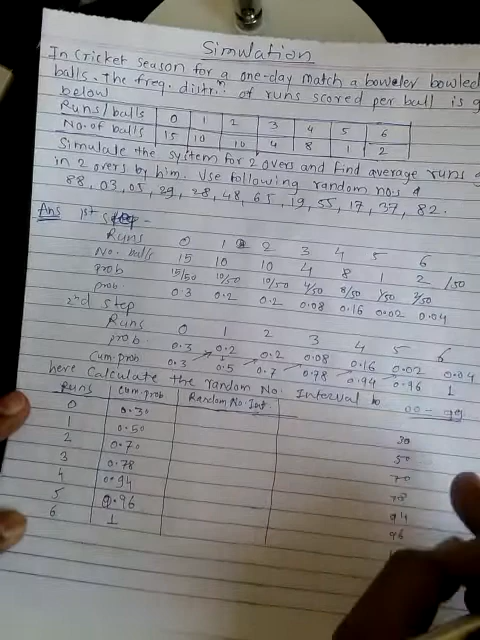 Simulation
In Cricket season for a one-day match a boweler bowled
balls. The freq. distri. of runs scored per ball is g
below
Runs/balls 0 1 2 3 4 5 6
No. of balls 15 10 10 4 8 1 2
Simulate the system for 2 overs and find average runs g
in 2 overs by him. Use following random no.s
88, 03, 05, 29, 28, 48, 65, 19, 55, 17, 37, 82.
Ans 1st step -
Runs 0 1 2 3 4 5 6
No. balls 15 10 10 4 8 1 2 /50
prob 15/50 10/50 10/50 4/50 8/50 1/50 2/50
prob. 0.3 0.2 0.2 0.08 0.16 0.02 0.04
2nd step
Runs 0 1 2 3 4 5 6
prob. 0.3 0.2 0.2 0.08 0.16 0.02 0.04
Cum.prob 0.3 0.5 0.7 0.78 0.94 0.96 1
here Calculate the random No. Interval to 00 - 99
Runs Cum.prob Random No. Int.
0 0.30 30
1 0.50 50
2 0.70 70
3 0.78 78
4 0.94 94
5 0.96 96
6 1